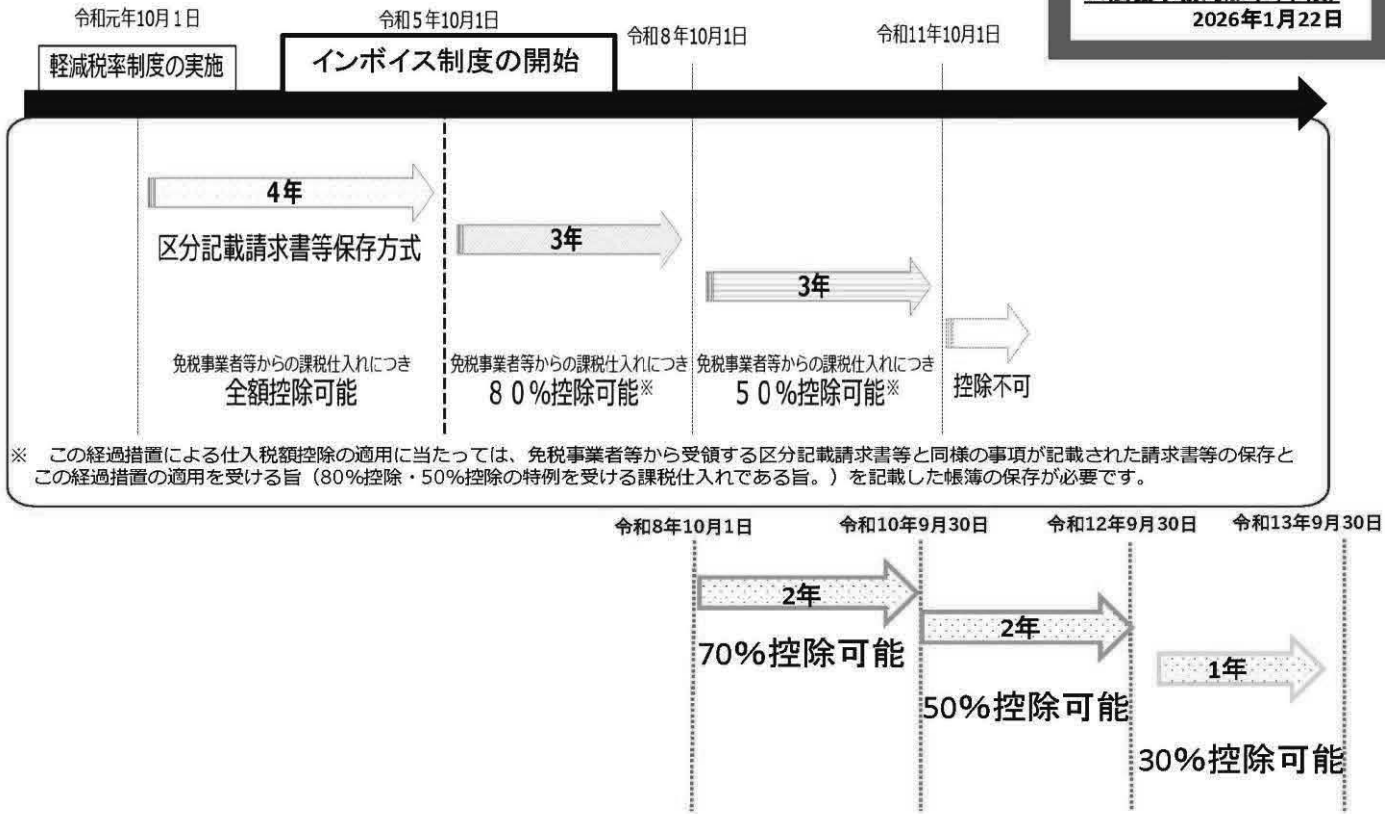 2026年1月22日
令和元年10月1日
令和5年10月1日
令和8年10月1日
令和11年10月1日
軽減税率制度の実施
インボイス制度の開始
4年
区分記載請求書等保存方式
3年
3年
免税事業者等からの課税仕入れにつき
全額控除可能
免税事業者等からの課税仕入れにつき
80%控除可能※
免税事業者等からの課税仕入れにつき
50%控除可能※
控除不可
※ この経過措置による仕入税額控除の適用に当たっては、免税事業者等から受領する区分記載請求書等と同様の事項が記載された請求書等の保存と
この経過措置の適用を受ける旨（80%控除・50%控除の特例を受ける課税仕入れである旨。）を記載した帳簿の保存が必要です。
令和8年10月1日
令和10年9月30日
令和12年9月30日
令和13年9月30日
2年
70%控除可能
2年
50%控除可能
1年
30%控除可能